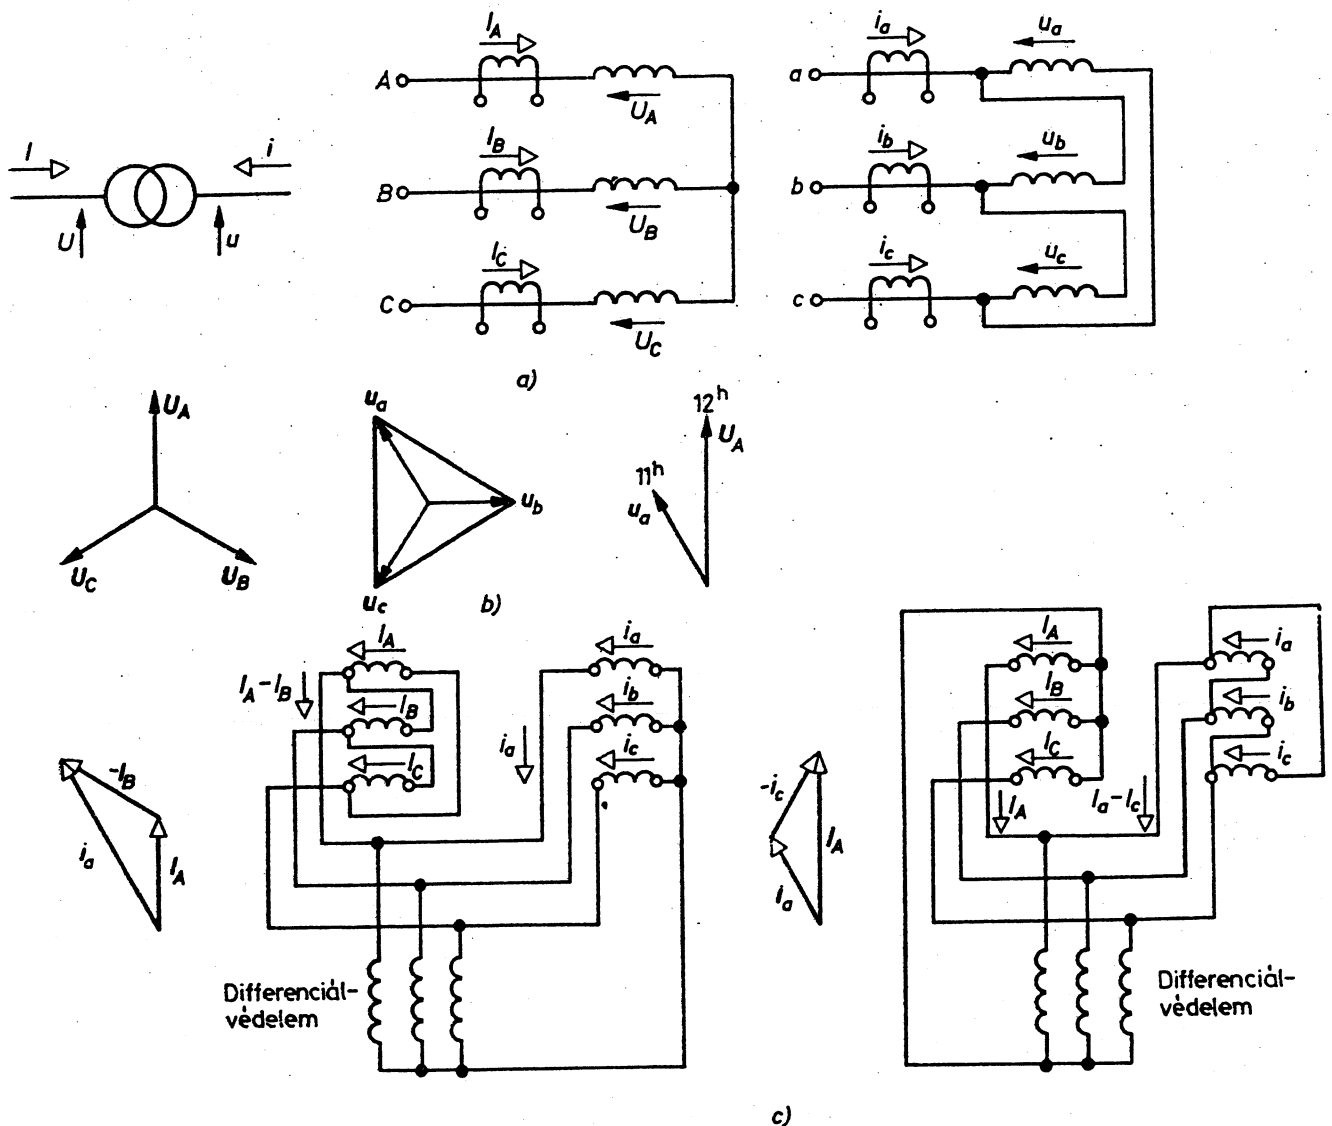 I
i
U
u
I_A
A
U_A
I_B
B
U_B
I_C
C
U_C
i_a
u_a
a
i_b
u_b
b
i_c
u_c
c
a)
U_A
U_C
U_B
u_a
u_b
u_c
b)
12^h
U_A
11^h
u_a
-I_B
i_a
I_A
I_A
I_A-I_B
I_B
I_C
i_a
i_b
i_c
i_a
Differenciál-
védelem
-i_c
I_A
i_a
I_A
I_B
I_C
I_A
I_a-I_c
i_a
i_b
i_c
Differenciál-
védelem
c)